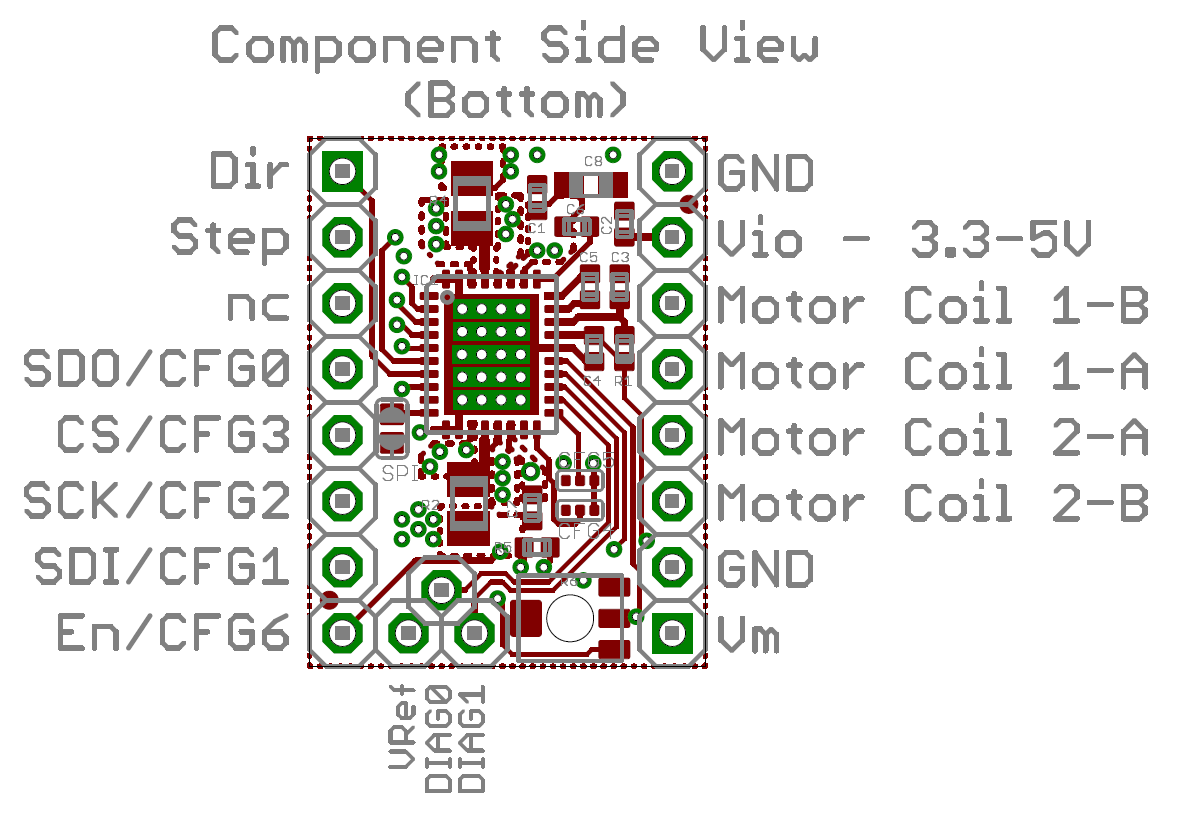 Component Side View
(Bottom)
Dir
GND
Step
Vio - 3.3-5V
nc
Motor Coil 1-B
SDO/CFG0
Motor Coil 1-A
CS/CFG3
Motor Coil 2-A
SCK/CFG2
Motor Coil 2-B
SDI/CFG1
GND
En/CFG6
Vm
VRef
DIAG0
DIAG1
C8
C1
C2
C5
C3
C4
R1
SPI
CFG5
CFG4
R2
R5
R6